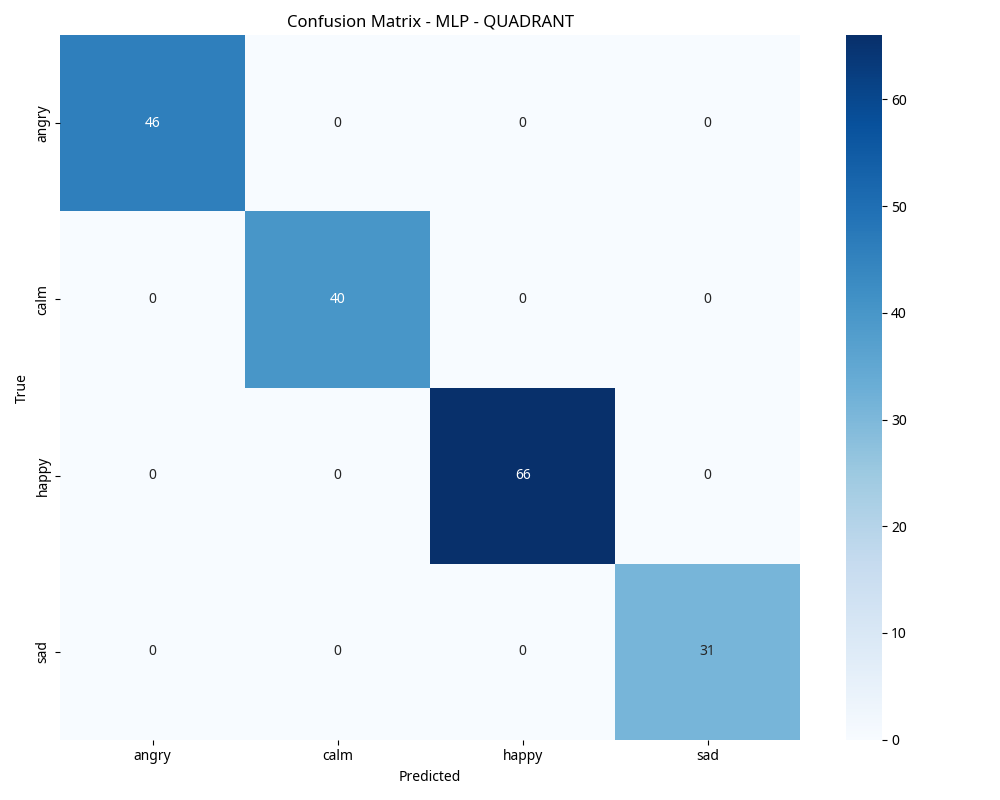 Confusion Matrix - MLP - QUADRANT
angry 46 0 0 0
calm 0 40 0 0
happy 0 0 66 0
sad 0 0 0 31
angry calm happy sad
Predicted
True
60
50
40
30
20
10
0